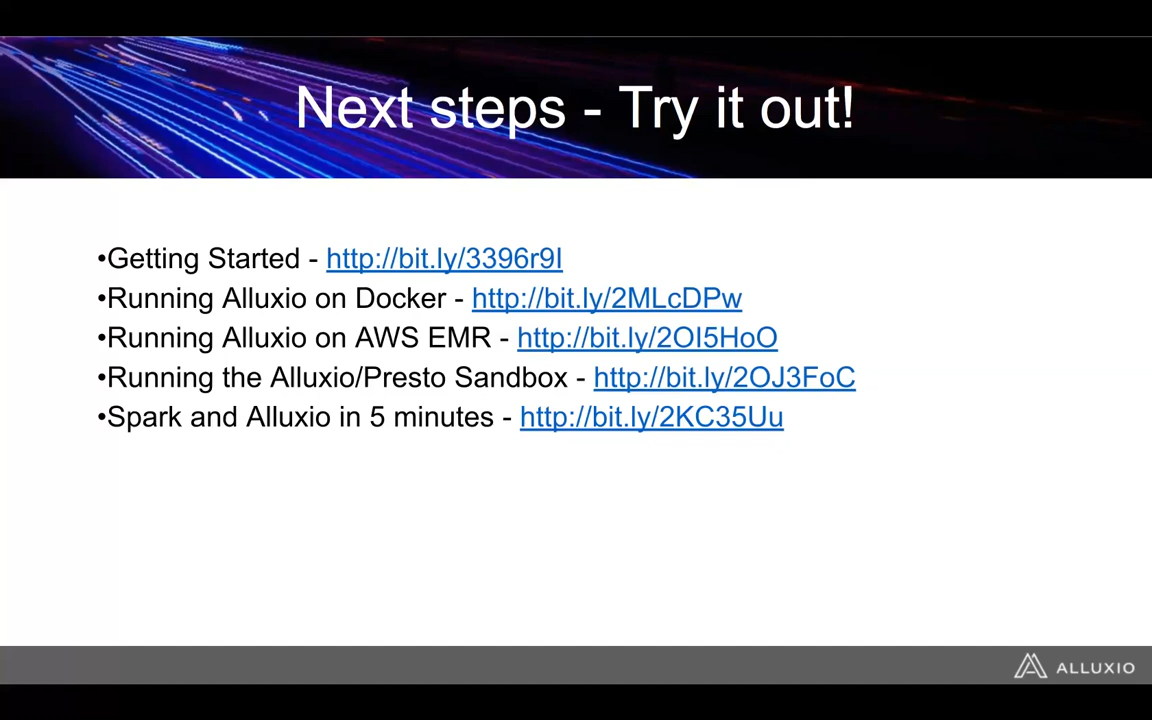 Next steps - Try it out!
•Getting Started - http://bit.ly/3396r9I
•Running Alluxio on Docker - http://bit.ly/2MLcDPw
•Running Alluxio on AWS EMR - http://bit.ly/2OI5HoO
•Running the Alluxio/Presto Sandbox - http://bit.ly/2OJ3FoC
•Spark and Alluxio in 5 minutes - http://bit.ly/2KC35Uu
ALLUXIO